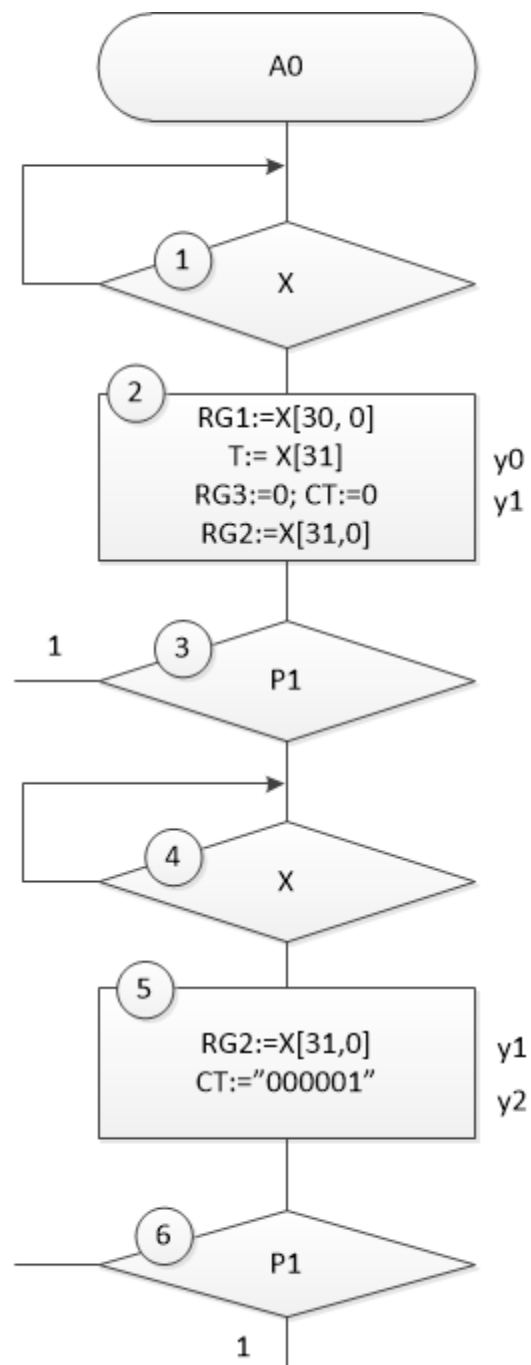 A0
1
X
2
RG1:=X[30, 0]
T:= X[31]
RG3:=0; CT:=0
RG2:=X[31,0]
y0
y1
1
3
P1
4
X
5
RG2:=X[31,0]
CT:=”000001”
y1
y2
6
P1
1